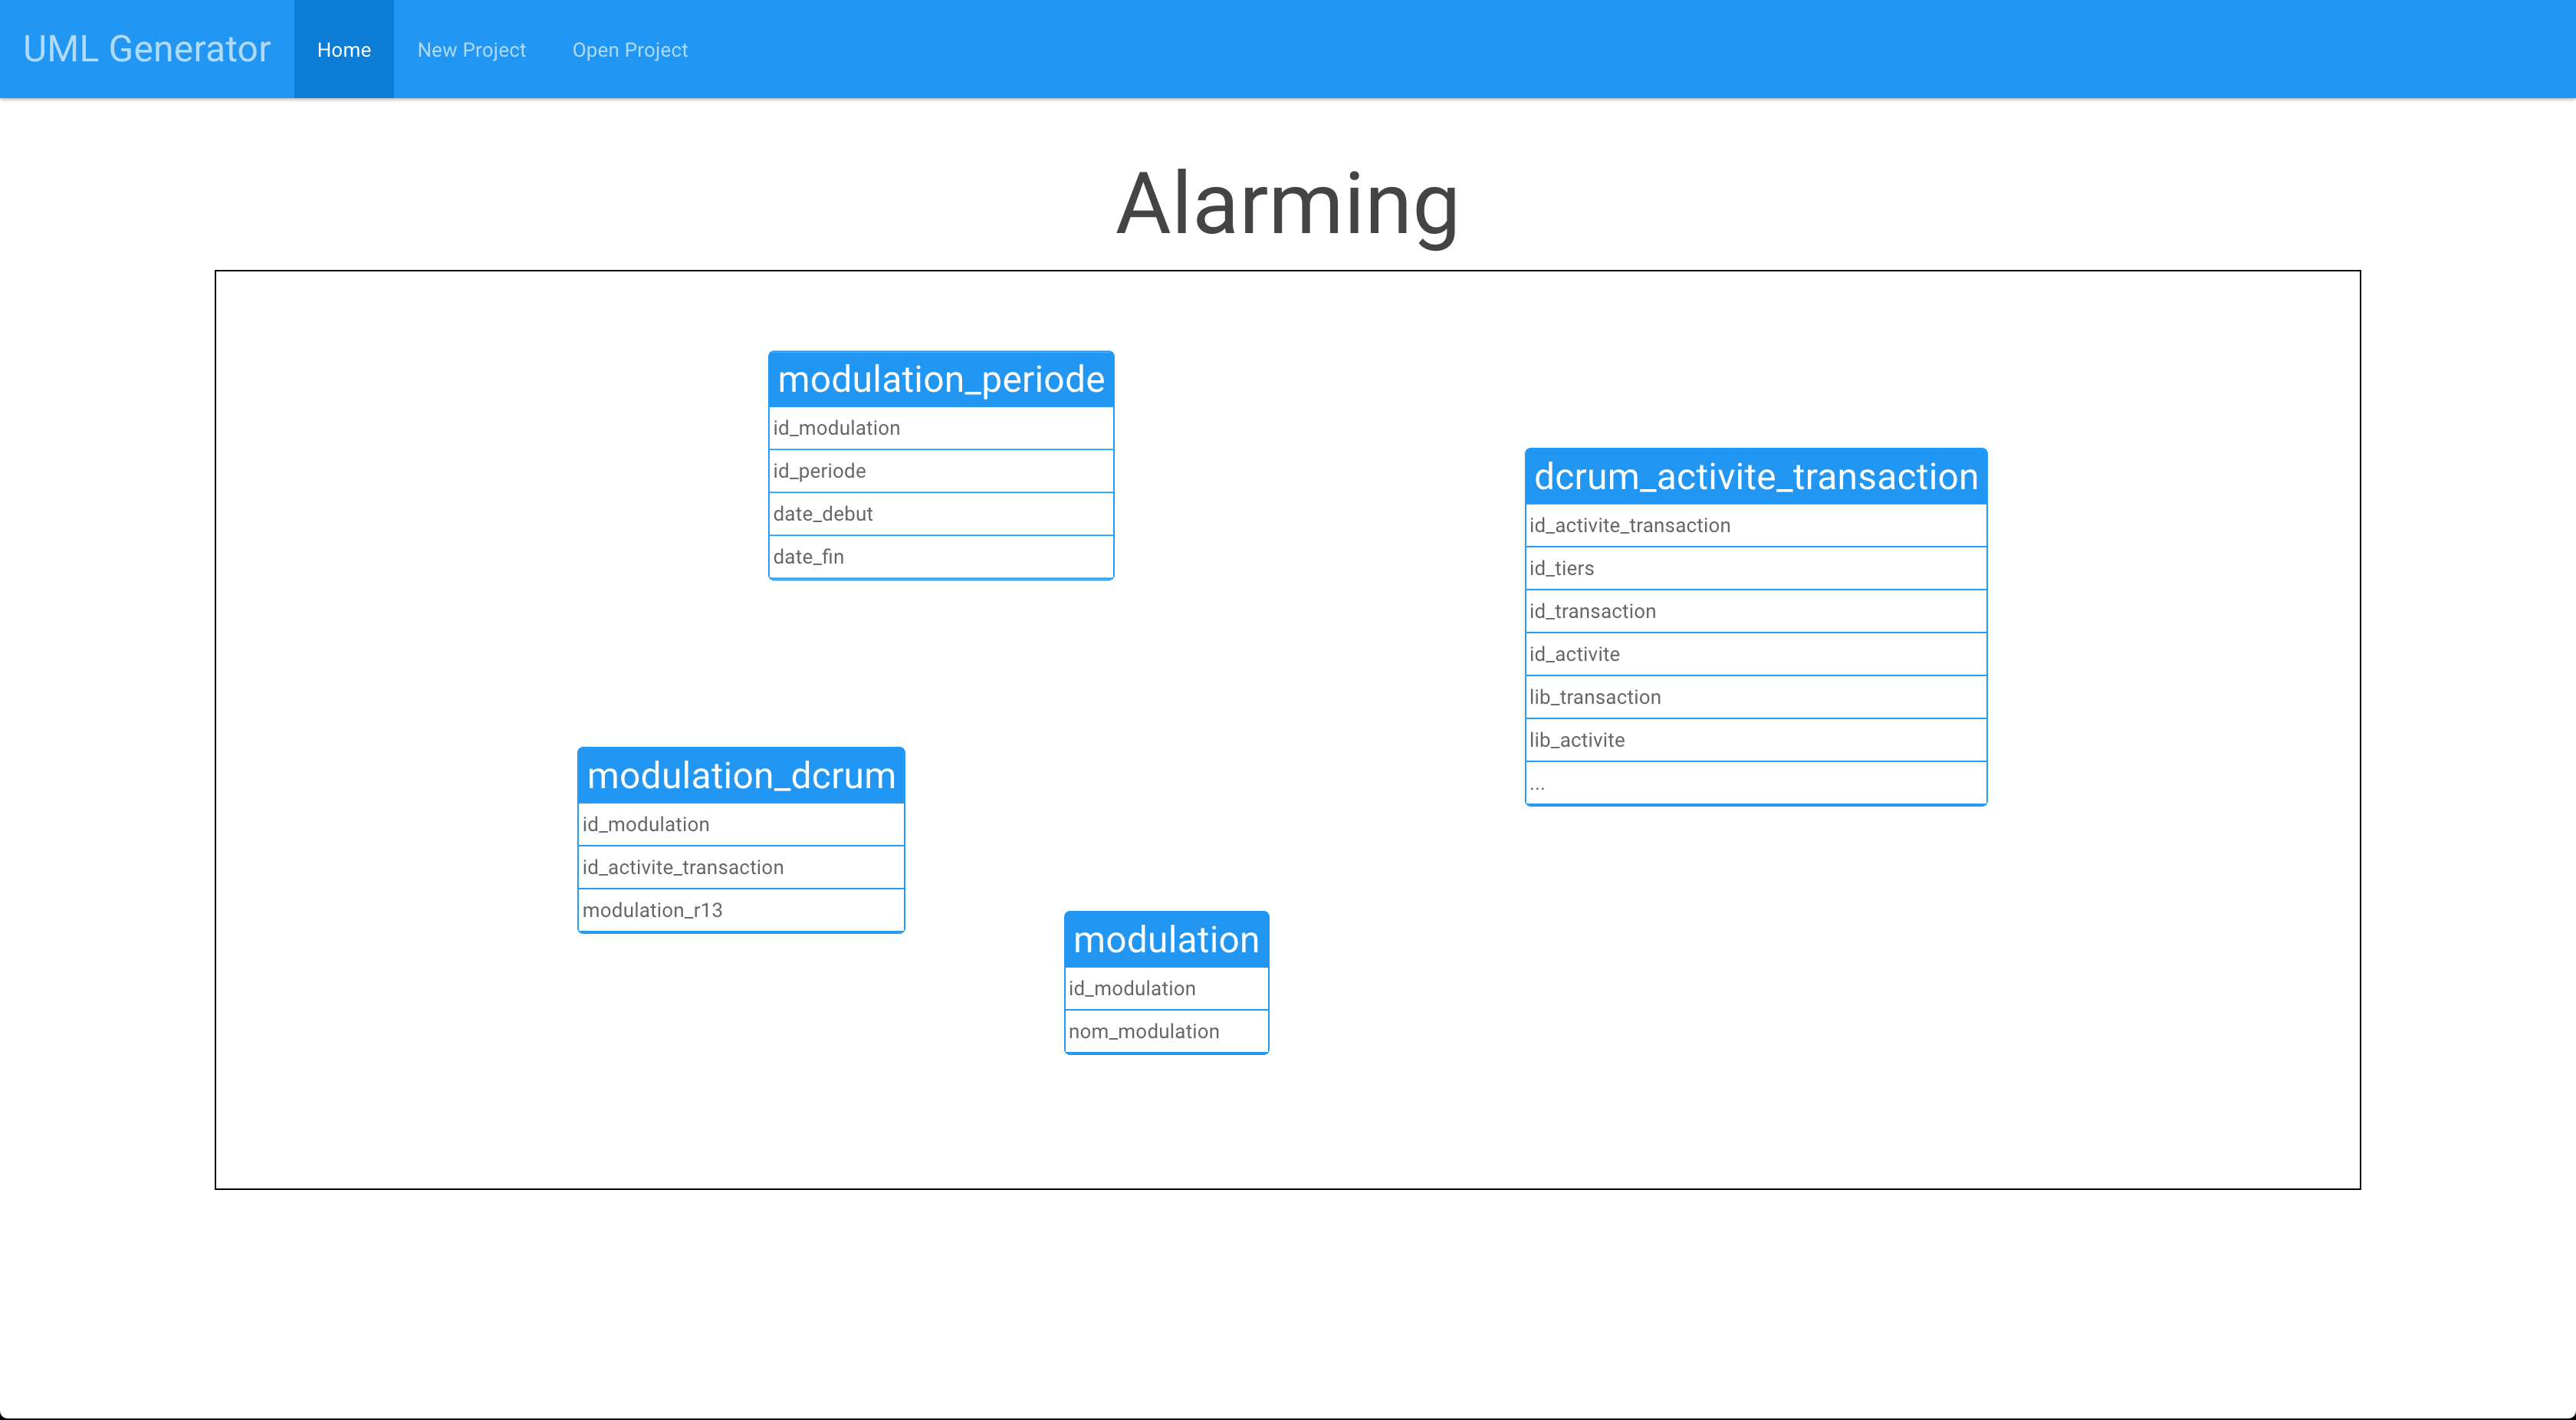 UML Generator
Home
New Project
Open Project
Alarming
modulation_periode
id_modulation
id_periode
date_debut
date_fin
dcrum_activite_transaction
id_activite_transaction
id_tiers
id_transaction
id_activite
lib_transaction
lib_activite
...
modulation_dcrum
id_modulation
id_activite_transaction
modulation_r13
modulation
id_modulation
nom_modulation